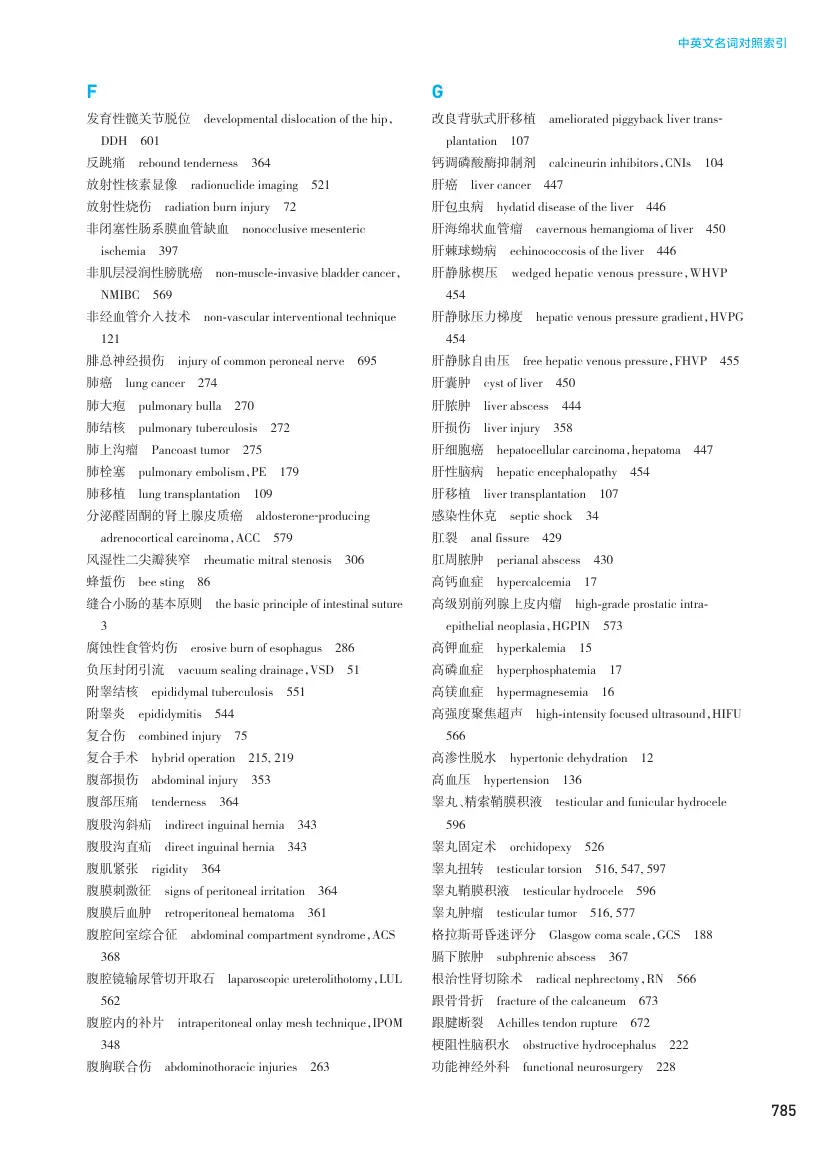 中英文名词对照索引
F
发育性髋关节脱位 developmental dislocation of the hip,
DDH 601
反跳痛 rebound tenderness 364
放射性核素显像 radionuclide imaging 521
放射性烧伤 radiation burn injury 72
非闭塞性肠系膜血管缺血 nonocclusive mesenteric
ischemia 397
非肌层浸润性膀胱癌 non-muscle-invasive bladder cancer,
NMIBC 569
非经血管介入技术 non-vascular interventional technique
121
腓总神经损伤 injury of common peroneal nerve 695
肺癌 lung cancer 274
肺大疱 pulmonary bulla 270
肺结核 pulmonary tuberculosis 272
肺上沟瘤 Pancoast tumor 275
肺栓塞 pulmonary embolism,PE 179
肺移植 lung transplantation 109
分泌醛固酮的肾上腺皮质癌 aldosterone-producing
adrenocortical carcinoma,ACC 579
风湿性二尖瓣狭窄 rheumatic mitral stenosis 306
蜂蜇伤 bee sting 86
缝合小肠的基本原则 the basic principle of intestinal suture
3
腐蚀性食管灼伤 erosive burn of esophagus 286
负压封闭引流 vacuum sealing drainage,VSD 51
附睾结核 epididymal tuberculosis 551
附睾炎 epididymitis 544
复合伤 combined injury 75
复合手术 hybrid operation 215, 219
腹部损伤 abdominal injury 353
腹部压痛 tenderness 364
腹股沟斜疝 indirect inguinal hernia 343
腹股沟直疝 direct inguinal hernia 343
腹肌紧张 rigidity 364
腹膜刺激征 signs of peritoneal irritation 364
腹膜后血肿 retroperitoneal hematoma 361
腹腔间室综合征 abdominal compartment syndrome,ACS
368
腹腔镜输尿管切开取石 laparoscopic ureterolithotomy,LUL
562
腹腔内的补片 intraperitoneal onlay mesh technique,IPOM
348
腹胸联合伤 abdominothoracic injuries 263
G
改良背驮式肝移植 ameliorated piggyback liver trans-
plantation 107
钙调磷酸酶抑制剂 calcineurin inhibitors,CNIs 104
肝癌 liver cancer 447
肝包虫病 hydatid disease of the liver 446
肝海绵状血管瘤 cavernous hemangioma of liver 450
肝棘球蚴病 echinococcosis of the liver 446
肝静脉楔压 wedged hepatic venous pressure,WHVP
454
肝静脉压力梯度 hepatic venous pressure gradient,HVPG
454
肝静脉自由压 free hepatic venous pressure,FHVP 455
肝囊肿 cyst of liver 450
肝脓肿 liver abscess 444
肝损伤 liver injury 358
肝细胞癌 hepatocellular carcinoma,hepatoma 447
肝性脑病 hepatic encephalopathy 454
肝移植 liver transplantation 107
感染性休克 septic shock 34
肛裂 anal fissure 429
肛周脓肿 perianal abscess 430
高钙血症 hypercalcemia 17
高级别前列腺上皮内瘤 high-grade prostatic intra-
epithelial neoplasia,HGPIN 573
高钾血症 hyperkalemia 15
高磷血症 hyperphosphatemia 17
高镁血症 hypermagnesemia 16
高强度聚焦超声 high-intensity focused ultrasound,HIFU
566
高渗性脱水 hypertonic dehydration 12
高血压 hypertension 136
睾丸、精索鞘膜积液 testicular and funicular hydrocele
596
睾丸固定术 orchidopexy 526
睾丸扭转 testicular torsion 516, 547, 597
睾丸鞘膜积液 testicular hydrocele 596
睾丸肿瘤 testicular tumor 516, 577
格拉斯哥昏迷评分 Glasgow coma scale,GCS 188
膈下脓肿 subphrenic abscess 367
根治性肾切除术 radical nephrectomy,RN 566
跟骨骨折 fracture of the calcaneum 673
跟腱断裂 Achilles tendon rupture 672
梗阻性脑积水 obstructive hydrocephalus 222
功能神经外科 functional neurosurgery 228
785